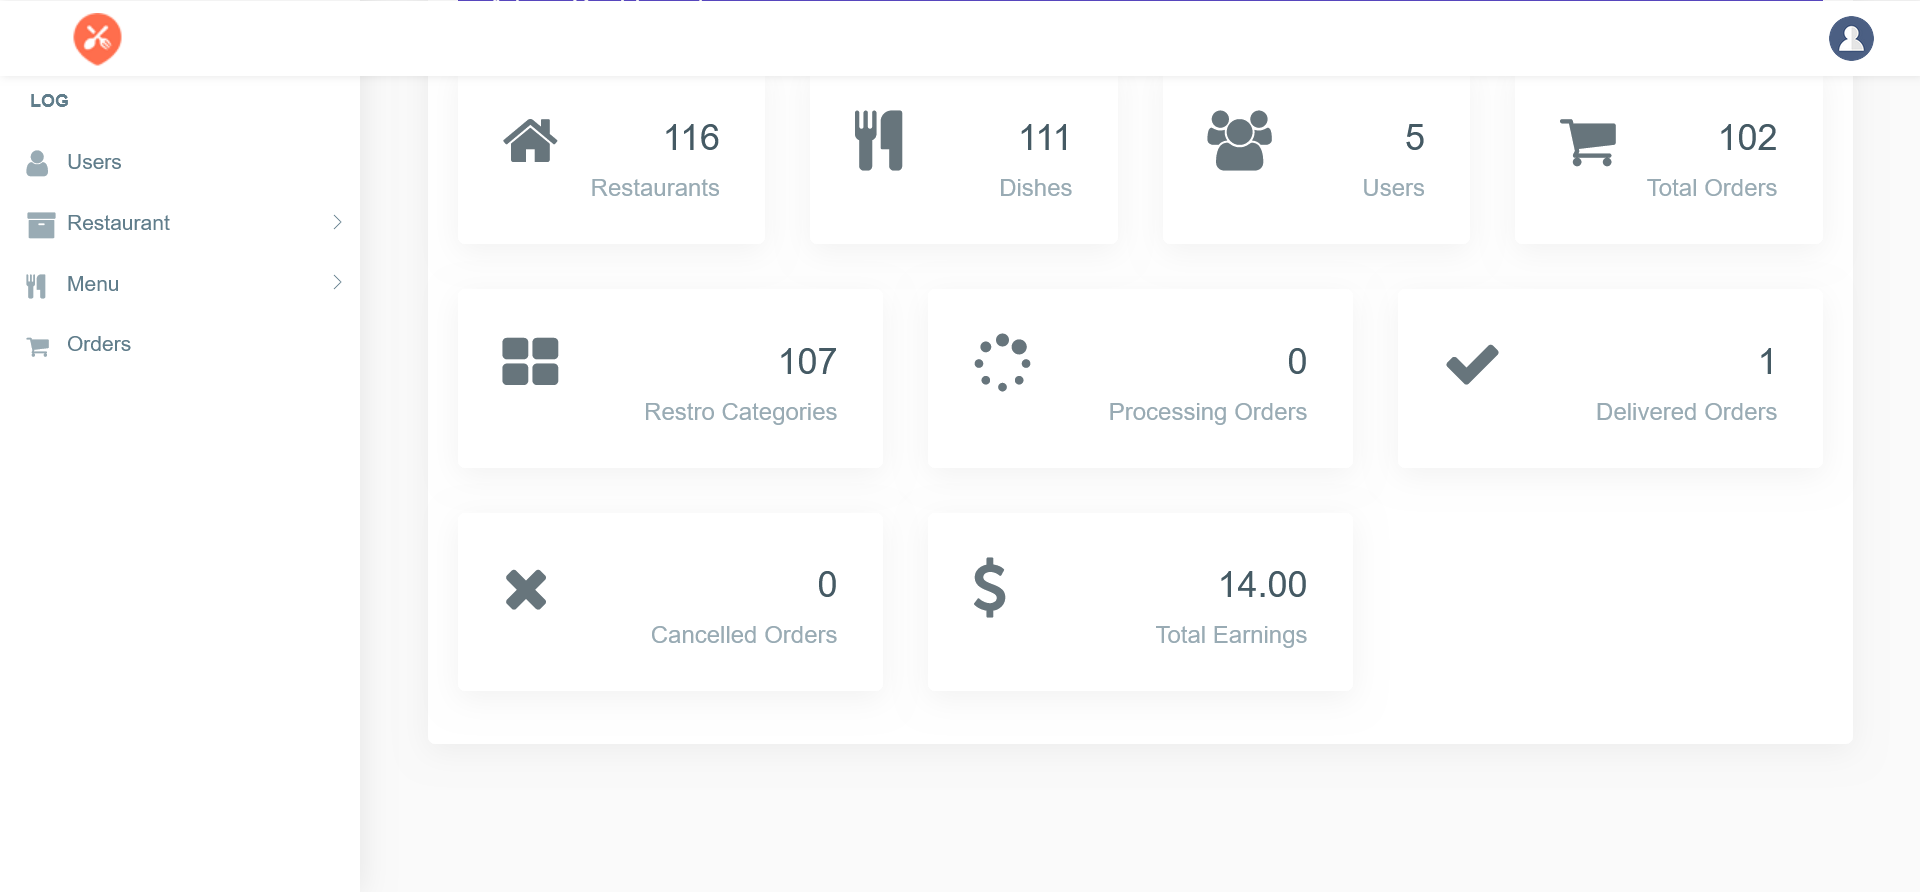 LOG
Users
Restaurant
Menu
Orders
116
Restaurants
111
Dishes
5
Users
102
Total Orders
107
Restro Categories
0
Processing Orders
1
Delivered Orders
0
Cancelled Orders
14.00
Total Earnings